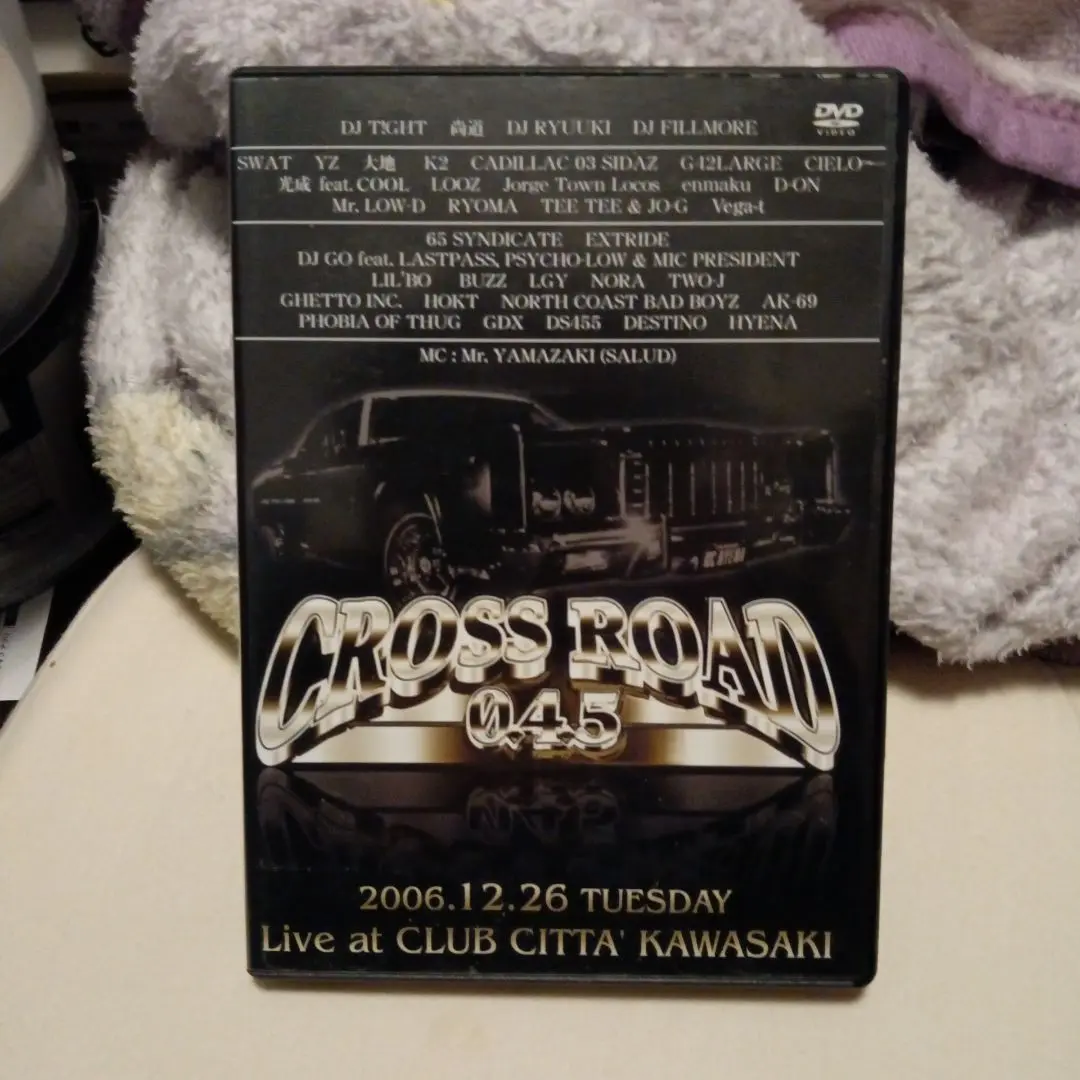 DVD
VIDEO
DJ T!GHT 尚道 DJ RYUUKI DJ FILLMORE
SWAT YZ 大地 K2 CADILLAC 03 SIDAZ G42LARGE CIELO〜
光成 feat. COOL LOOZ Jorge Town Locos enmaku D-ON
Mr. LOW-D RYOMA TEE TEE & JO-G Vega-t
65 SYNDICATE EXTRIDE
DJ GO feat. LASTPASS, PSYCHO-LOW & MIC PRESIDENT
LIL'BO BUZZ LGY NORA TWO-J
GHETTO INC. HOKT NORTH COAST BAD BOYZ AK-69
PHOBIA OF THUG GDX DS455 DESTINO HYENA
MC : Mr. YAMAZAKI (SALUD)
CROSS ROAD
045
2006.12.26 TUESDAY
Live at CLUB CITTA' KAWASAKI